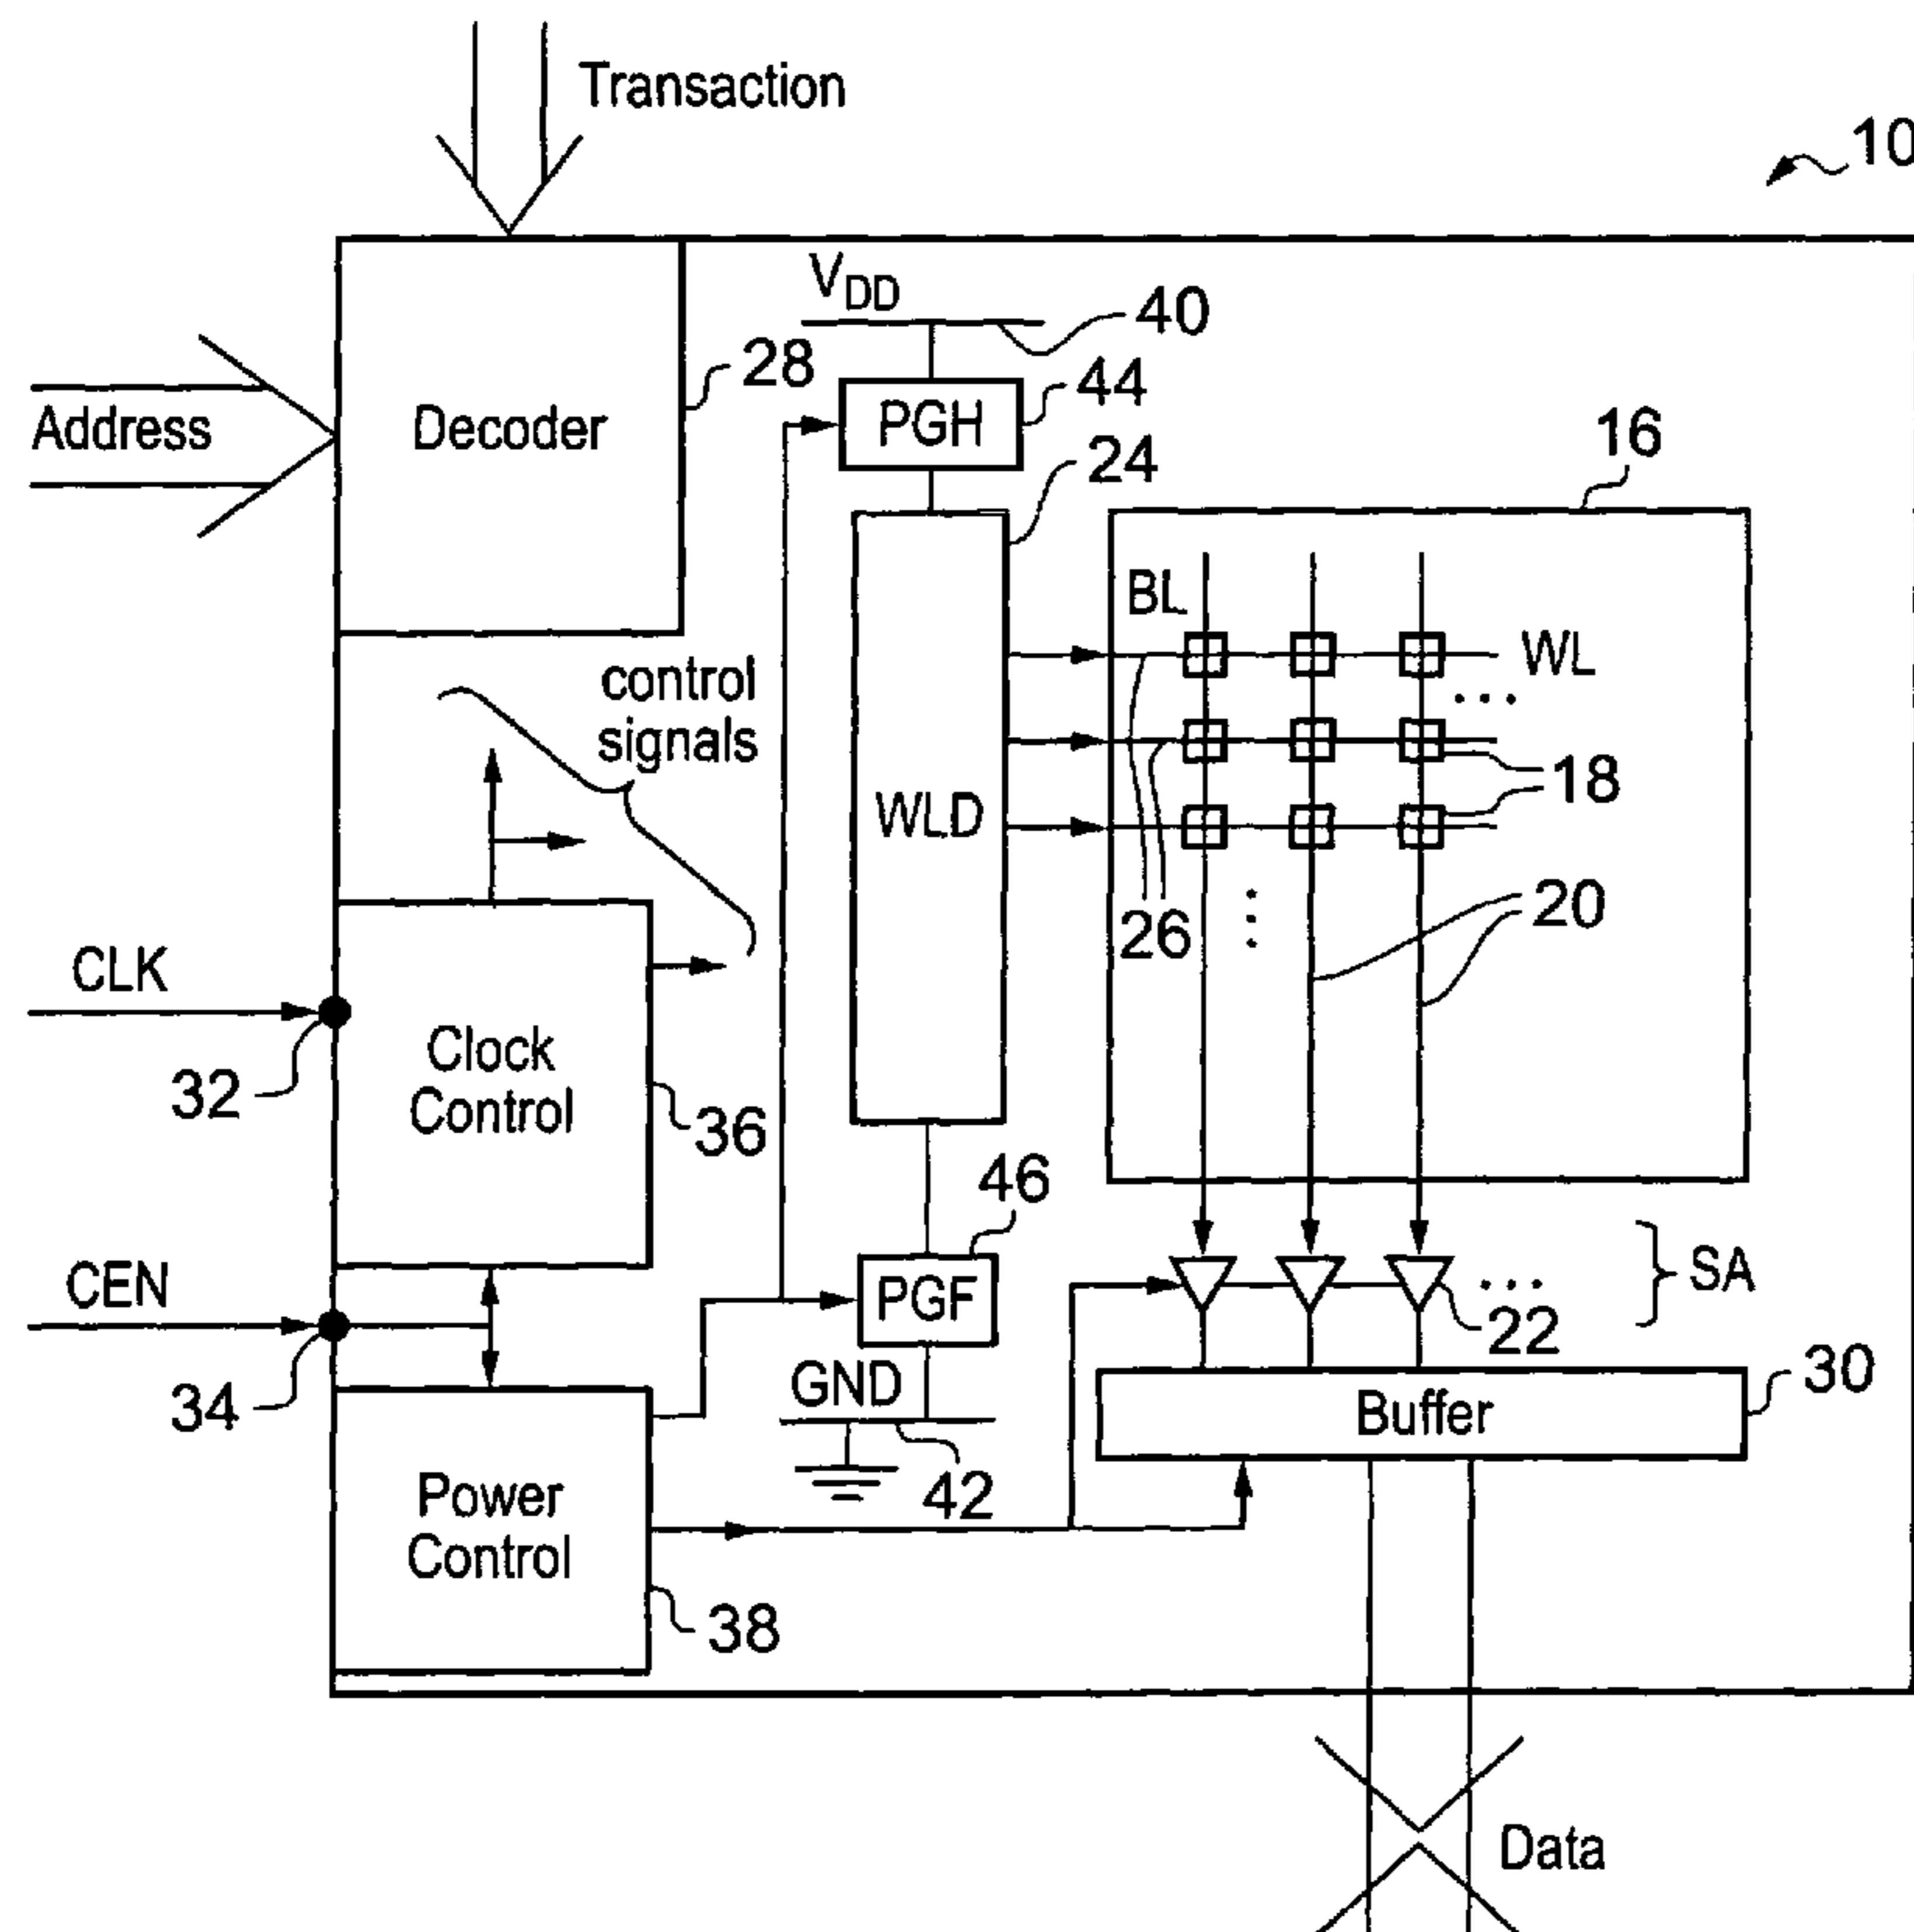 Transaction
10
VDD
40
28
44
Address
Decoder
PGH
24
16
BL
WL
control
signals
18
WLD
26
20
CLK
Clock
Control
32
36
46
CEN
PGF
SA
22
34
GND
Buffer
30
42
Power
Control
38
Data